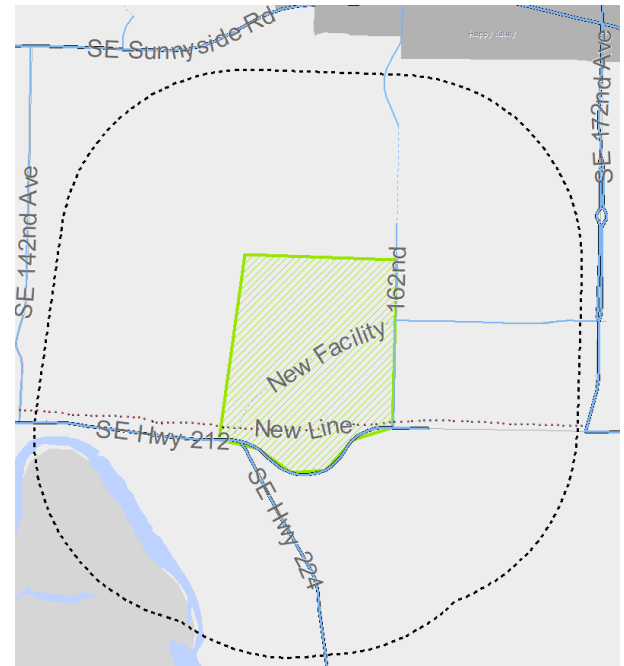 SE Sunnyside Rd
Happy Valley
SE 172nd Ave
SE 142nd Ave
162nd
New Facility
New Line
SE Hwy 212
SE Hwy 224